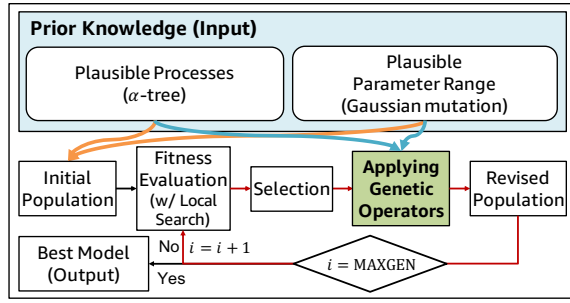 Prior Knowledge (Input)
Plausible Processes
(α-tree)
Plausible
Parameter Range
(Gaussian mutation)
Initial
Population
Fitness
Evaluation
(w/ Local
Search)
Selection
Applying
Genetic
Operators
Revised
Population
No
i = i + 1
Best Model
(Output)
Yes
i = MAXGEN